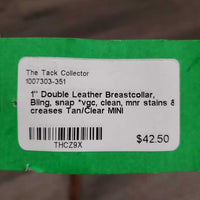 The Tack Collector
1007303-351
1" Double Leather Breastcollar,
Bling, snap *vgc, clean, mnr stains &
creases Tan/Clear MINI
THCZ9X
$42.50